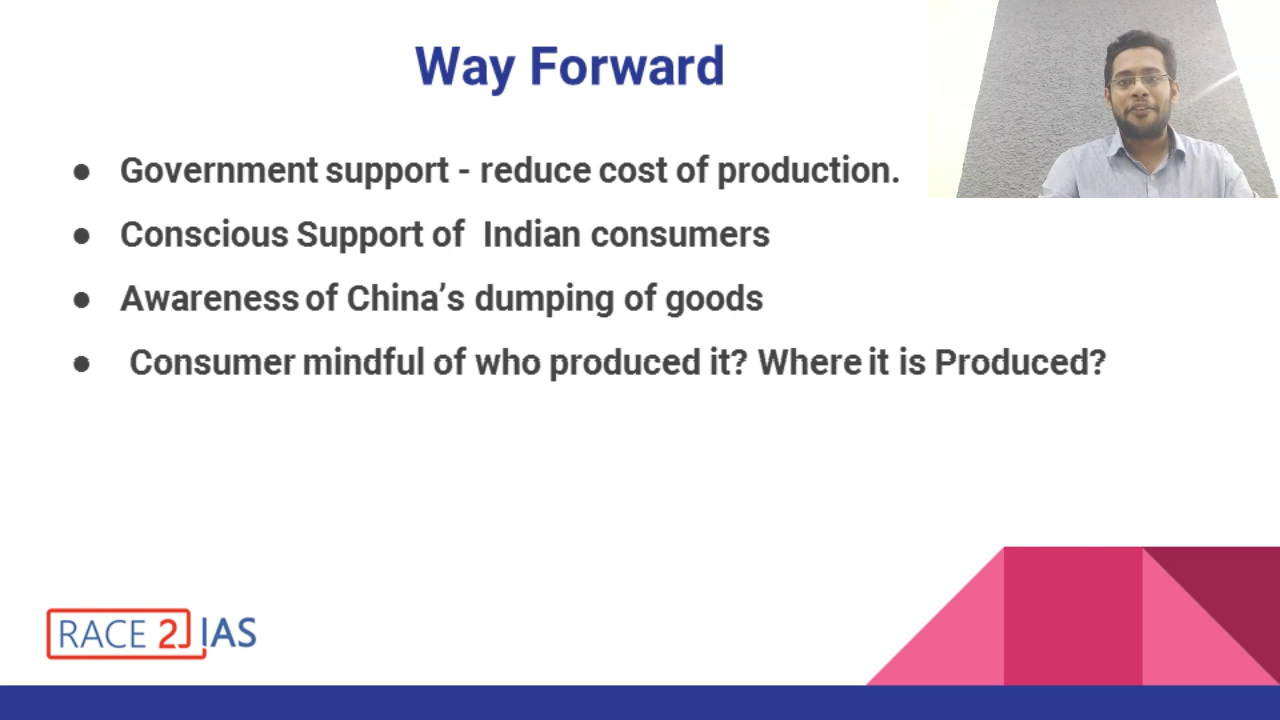 Way Forward
● Government support - reduce cost of production.
● Conscious Support of Indian consumers
● Awareness of China’s dumping of goods
● Consumer mindful of who produced it? Where it is Produced?
RACE 2 IAS